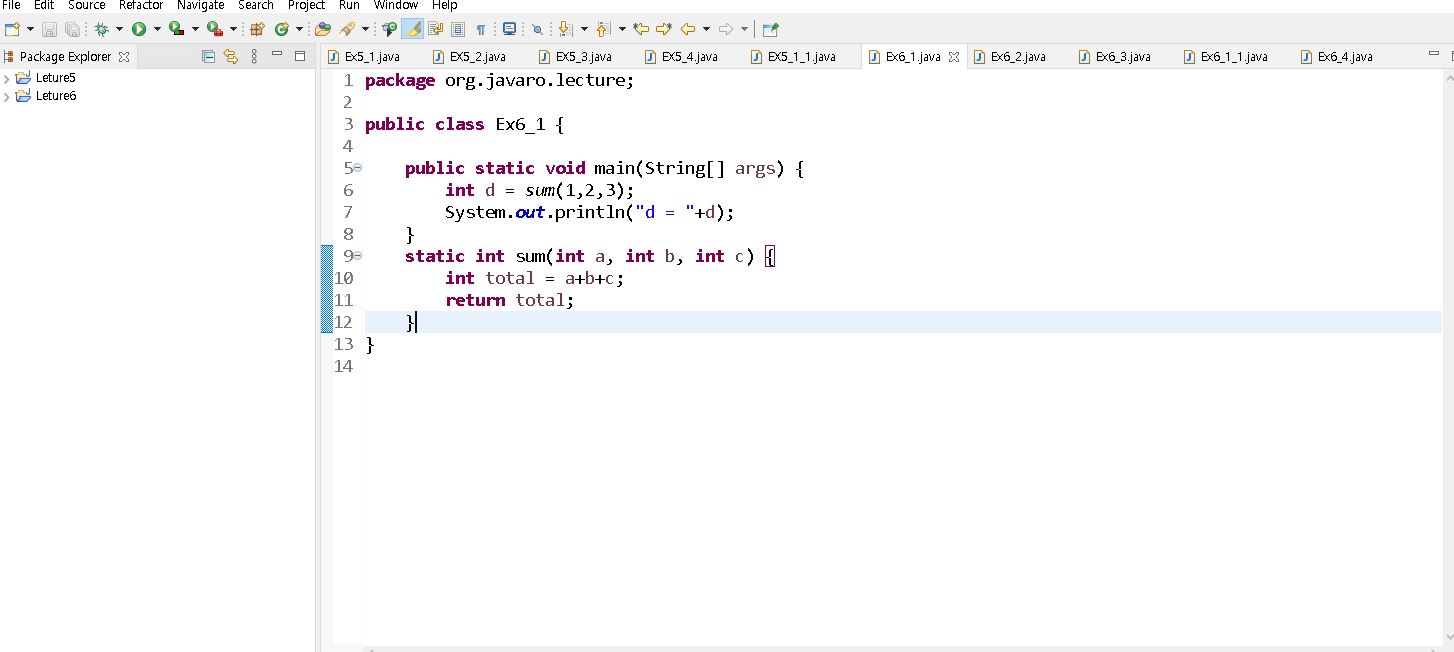 File Edit Source Refactor Navigate Search Project Run Window Help
Package Explorer
EX5_1.java EX5_2.java EX5_3.java EX5_4.java EX5_1_1.java Ex6_1.java Ex6_2.java Ex6_3.java Ex6_1_1.java Ex6_4.java
Leture5
Leture6
1 package org.javaro.lecture;
2
3 public class Ex6_1 {
4
5 public static void main(String[] args) {
6 int d = sum(1,2,3);
7 System.out.println("d = "+d);
8 }
9 static int sum(int a, int b, int c) {
10 int total = a+b+c;
11 return total;
12 }
13 }
14